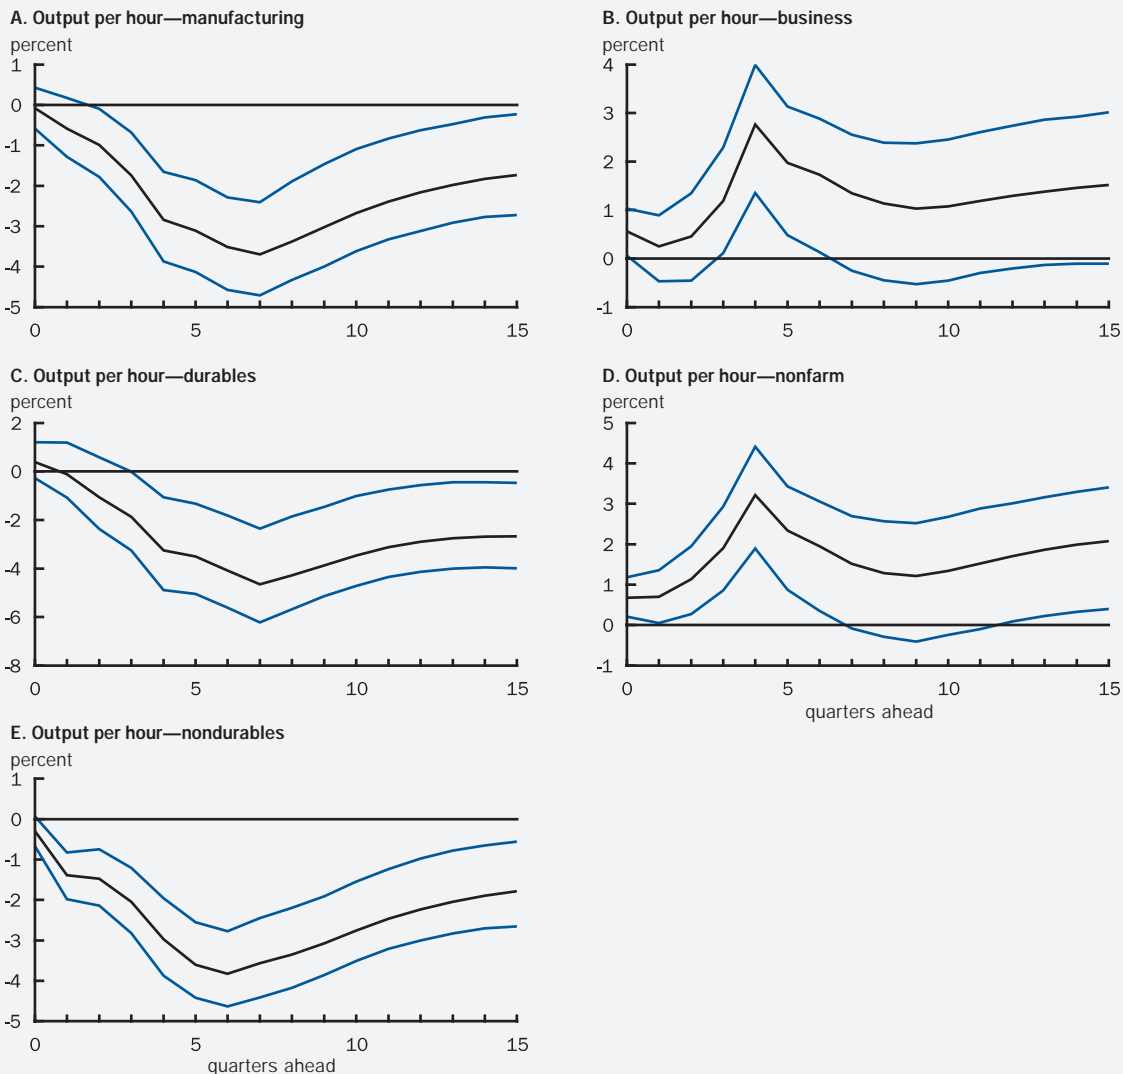 A. Output per hour—manufacturing
percent
1
0
-1
-2
-3
-4
-5
0 5 10 15
B. Output per hour—business
percent
4
3
2
1
0
-1
0 5 10 15
C. Output per hour—durables
percent
2
0
-2
-4
-6
-8
0 5 10 15
D. Output per hour—nonfarm
percent
5
4
3
2
1
0
-1
0 5 10 15
quarters ahead
E. Output per hour—nondurables
percent
1
0
-1
-2
-3
-4
-5
0 5 10 15
quarters ahead